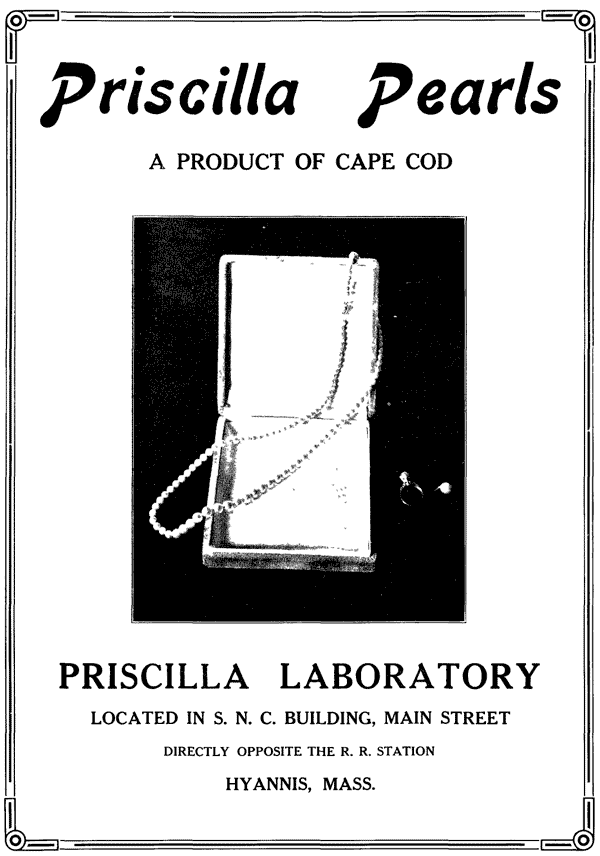 Priscilla Pearls
A PRODUCT OF CAPE COD
PRISCILLA LABORATORY
LOCATED IN S. N. C. BUILDING, MAIN STREET
DIRECTLY OPPOSITE THE R. R. STATION
HYANNIS, MASS.